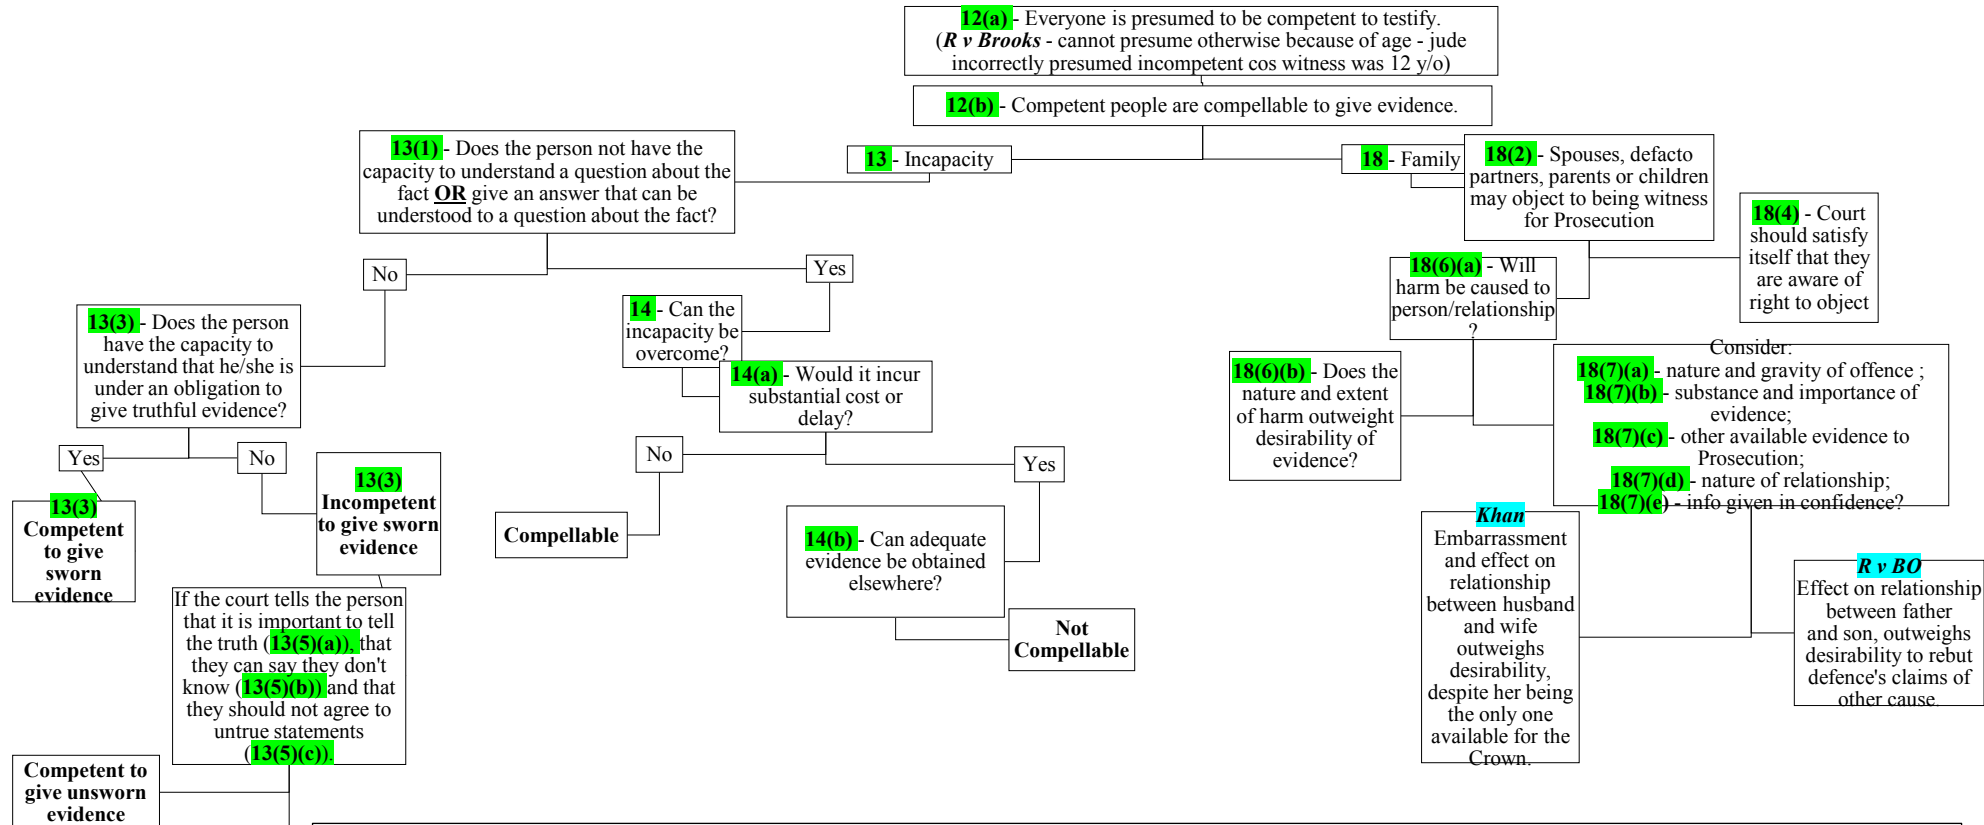 12(a) - Everyone is presumed to be competent to testify.
(R v Brooks - cannot presume otherwise because of age - jude
incorrectly presumed incompetent cos witness was 12 y/o)
12(b) - Competent people are compellable to give evidence.
13 - Incapacity
18 - Family
13(1) - Does the person not have the
capacity to understand a question about the
fact OR give an answer that can be
understood to a question about the fact?
18(2) - Spouses, defacto
partners, parents or children
may object to being witness
for Prosecution
18(4) - Court
should satisfy
itself that they
are aware of
right to object
No
Yes
18(6)(a) - Will
harm be caused to
person/relationship
?
13(3) - Does the person
have the capacity to
understand that he/she is
under an obligation to
give truthful evidence?
14 - Can the
incapacity be
overcome?
14(a) - Would it incur
substantial cost or
delay?
18(6)(b) - Does the
nature and extent
of harm outweight
desirability of
evidence?
Consider:
18(7)(a) - nature and gravity of offence ;
18(7)(b) - substance and importance of
evidence;
18(7)(c) - other available evidence to
Prosecution;
18(7)(d) - nature of relationship;
18(7)(e) - info given in confidence?
Yes
No
No
Yes
13(3)
Competent
to give
sworn
evidence
13(3)
Incompetent
to give sworn
evidence
Compellable
14(b) - Can adequate
evidence be obtained
elsewhere?
Not
Compellable
Khan
Embarrassment
and effect on
relationship
between husband
and wife
outweighs
desirability,
despite her being
the only one
available for the
Crown.
R v BO
Effect on relationship
between father
and son, outweighs
desirability to rebut
defence's claims of
other cause.
If the court tells the person
that it is important to tell
the truth (13(5)(a)), that
they can say they don't
know (13(5)(b)) and that
they should not agree to
untrue statements
(13(5)(c)).
Competent to
give unsworn
evidence